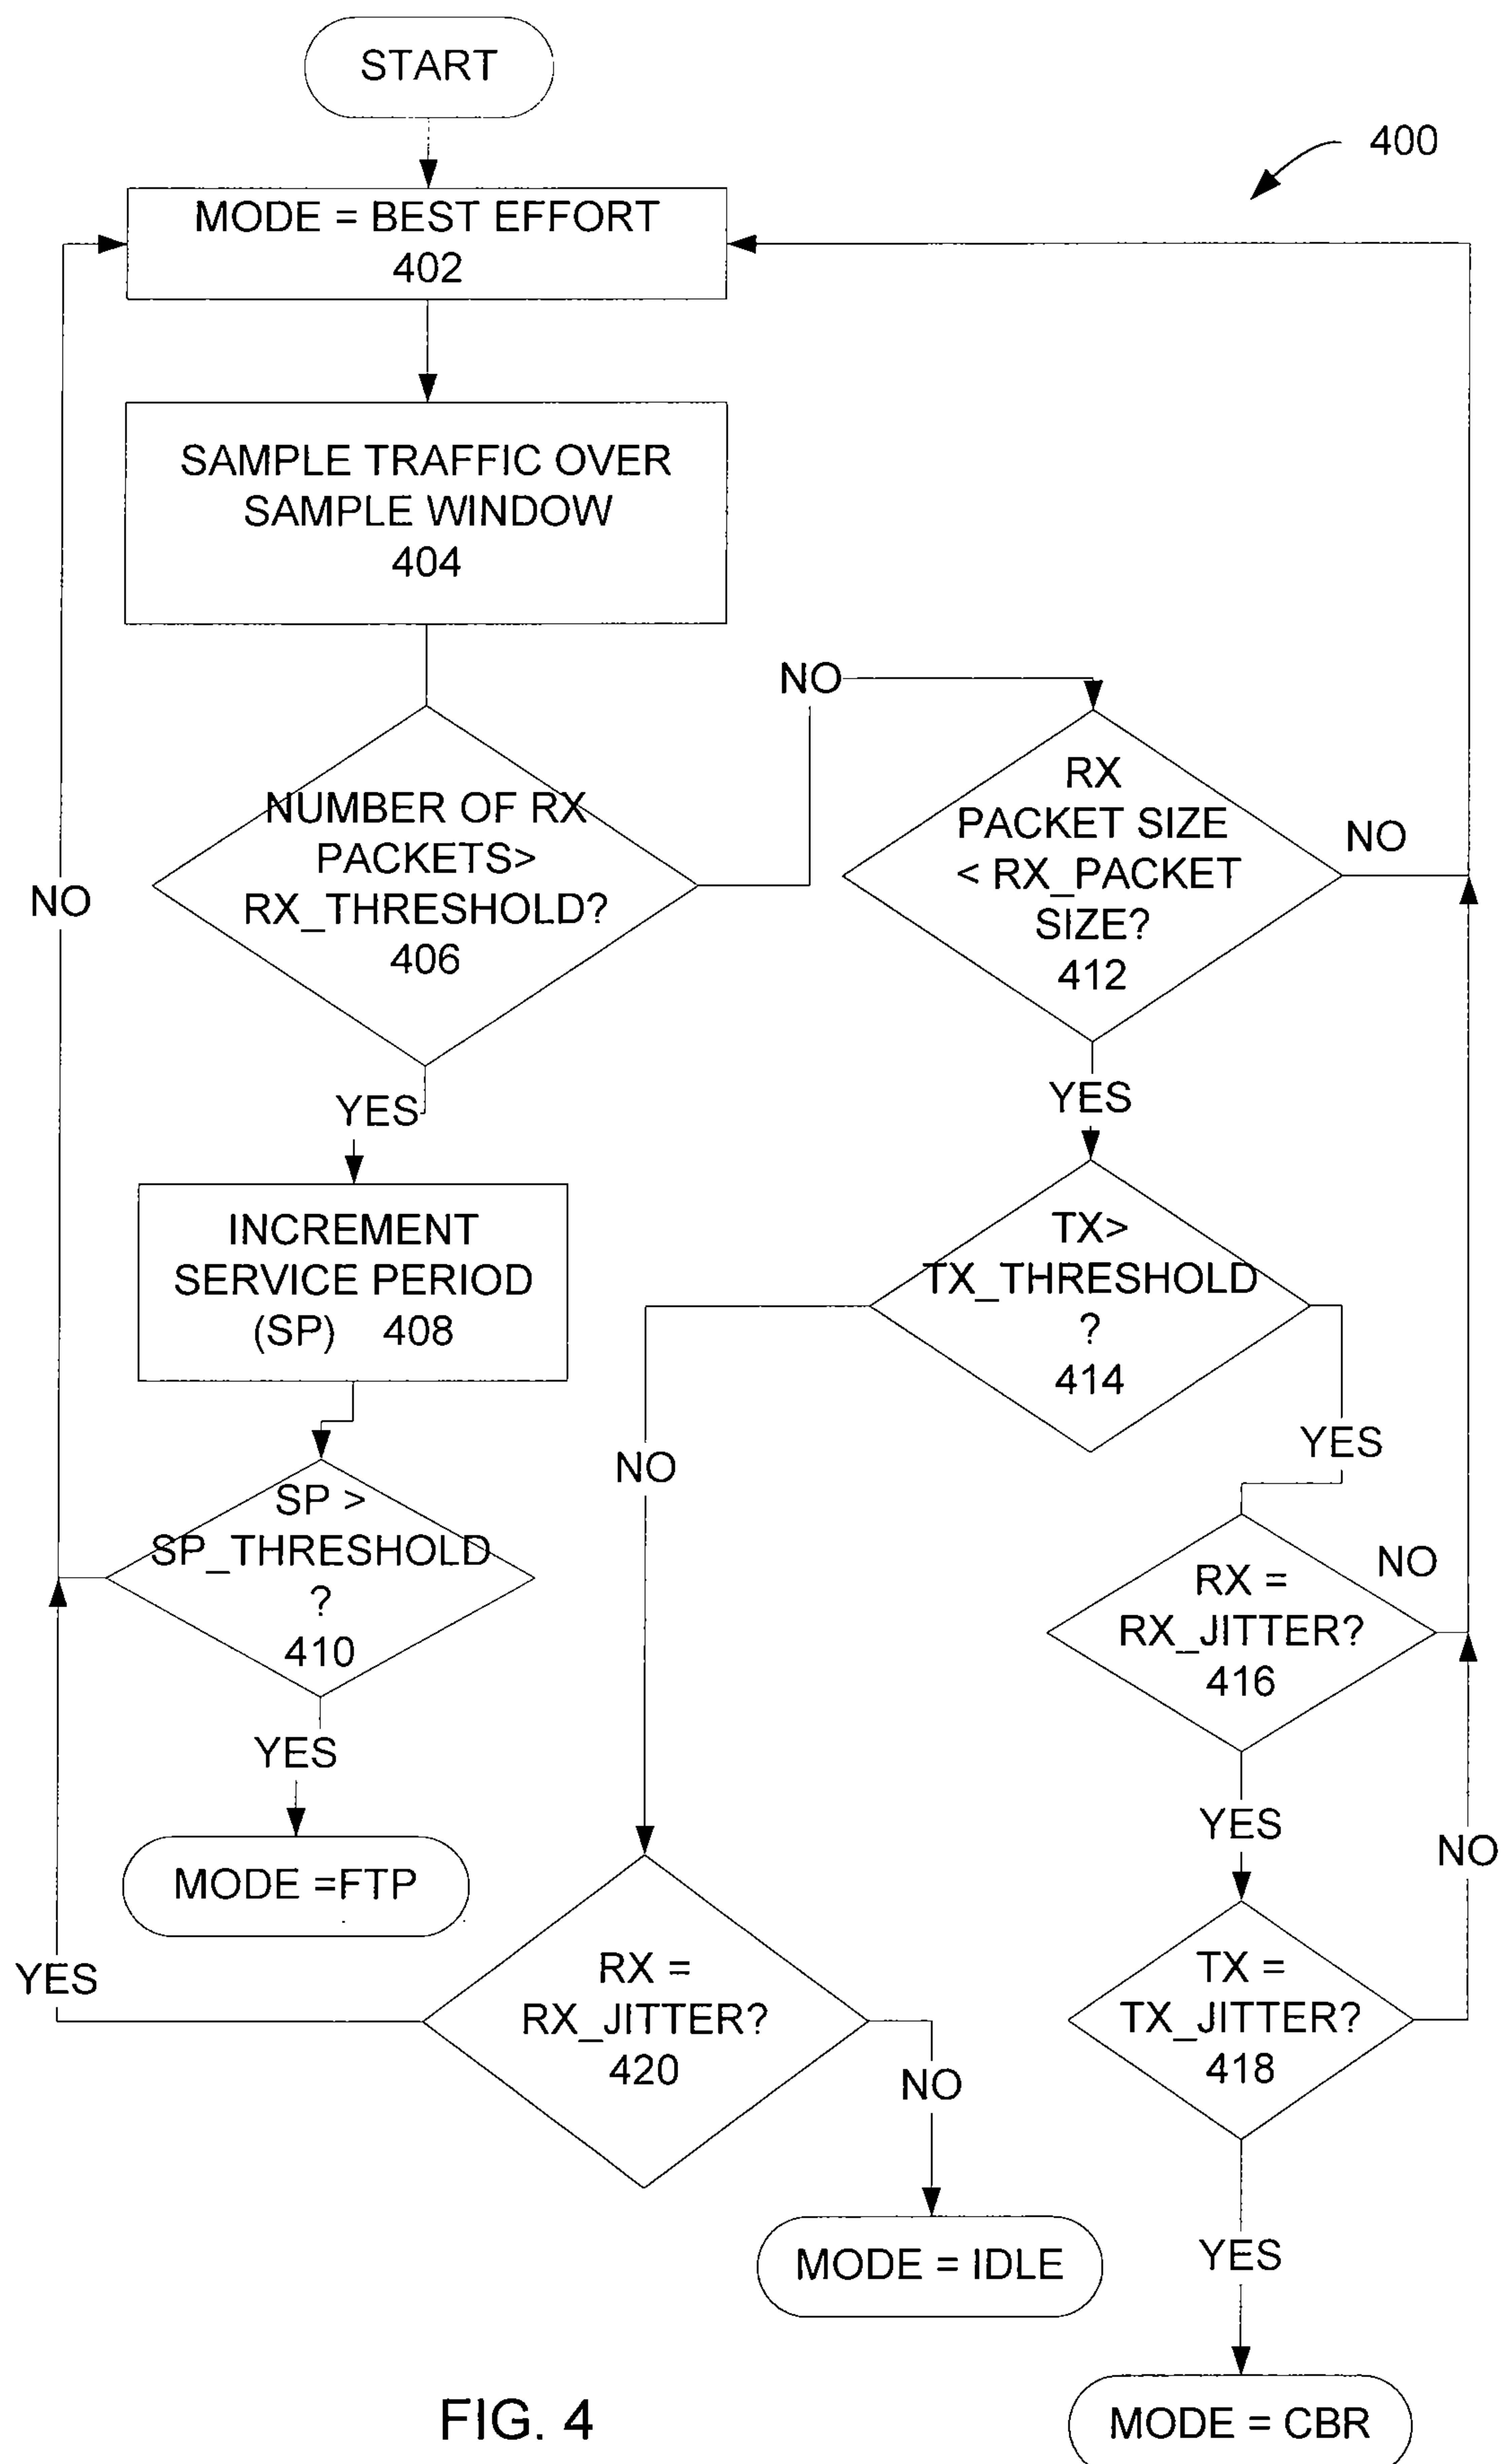 START
400
MODE = BEST EFFORT
402
SAMPLE TRAFFIC OVER
SAMPLE WINDOW
404
NO
NUMBER OF RX
PACKETS>
RX_THRESHOLD?
406
RX
PACKET SIZE
< RX_PACKET
SIZE?
412
NO
NO
YES
YES
INCREMENT
SERVICE PERIOD
(SP) 408
TX>
TX_THRESHOLD
?
414
NO
YES
SP >
SP_THRESHOLD
?
410
RX =
RX_JITTER?
416
NO
YES
YES
NO
MODE =FTP
YES
RX =
RX_JITTER?
420
TX =
TX_JITTER?
418
NO
YES
MODE = IDLE
MODE = CBR
FIG. 4